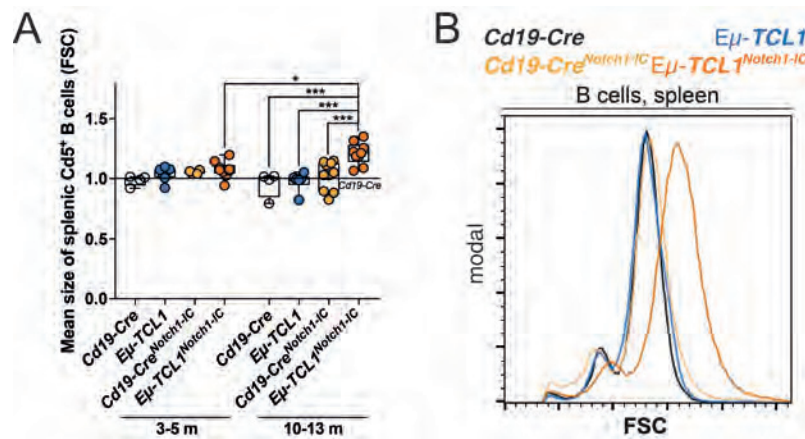 A
Mean size of splenic Cd5+ B cells (FSC)
1.5
1.0
0.5
0.0
*
***
***
***
Cd19-Cre
Cd19-Cre
Eμ-TCL1
Cd19-CreNotch1-IC
Eμ-TCL1Notch1-IC
Cd19-Cre
Eμ-TCL1
Cd19-CreNotch1-IC
Eμ-TCL1Notch1-IC
3-5 m
10-13 m
B
Cd19-Cre Eμ-TCL1
Cd19-CreNotch1-IC Eμ-TCL1Notch1-IC
B cells, spleen
modal
FSC